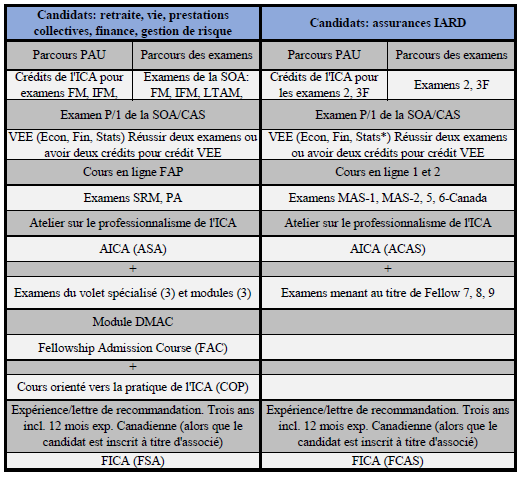 Candidats: retraite, vie, prestations
collectives, finance, gestion de risque
Candidats: assurances IARD
Parcours PAU
Parcours des examens
Parcours PAU
Parcours des examens
Crédits de l'ICA pour
examens FM, IFM,
Examens de la SOA:
FM, IFM, LTAM,
Crédits de l'ICA pour
les examens 2, 3F
Examens 2, 3F
Examen P/1 de la SOA/CAS
Examen P/1 de la SOA/CAS
VEE (Econ, Fin, Stats) Réussir deux examens ou
avoir deux crédits pour crédit VEE
VEE (Econ, Fin, Stats*) Réussir deux examens
ou avoir deux crédits pour crédit VEE
Cours en ligne FAP
Cours en ligne 1 et 2
Examens SRM, PA
Examens MAS-1, MAS-2, 5, 6-Canada
Atelier sur le professionnalisme de l'ICA
Atelier sur le professionnalisme de l'ICA
AICA (ASA)
AICA (ACAS)
+
+
Examens du volet spécialisé (3) et modules (3)
Examens menant au titre de Fellow 7, 8, 9
Module DMAC
Fellowship Admission Course (FAC)
+
Cours orienté vers la pratique de l'ICA (COP)
Expérience/lettre de recommandation. Trois ans
incl. 12 mois exp. Canadienne (alors que le
candidat est inscrit à titre d'associé)
Expérience/lettre de recommandation. Trois ans
incl. 12 mois exp. Canadienne (alors que le
candidat est inscrit à titre d'associé)
FICA (FSA)
FICA (FCAS)